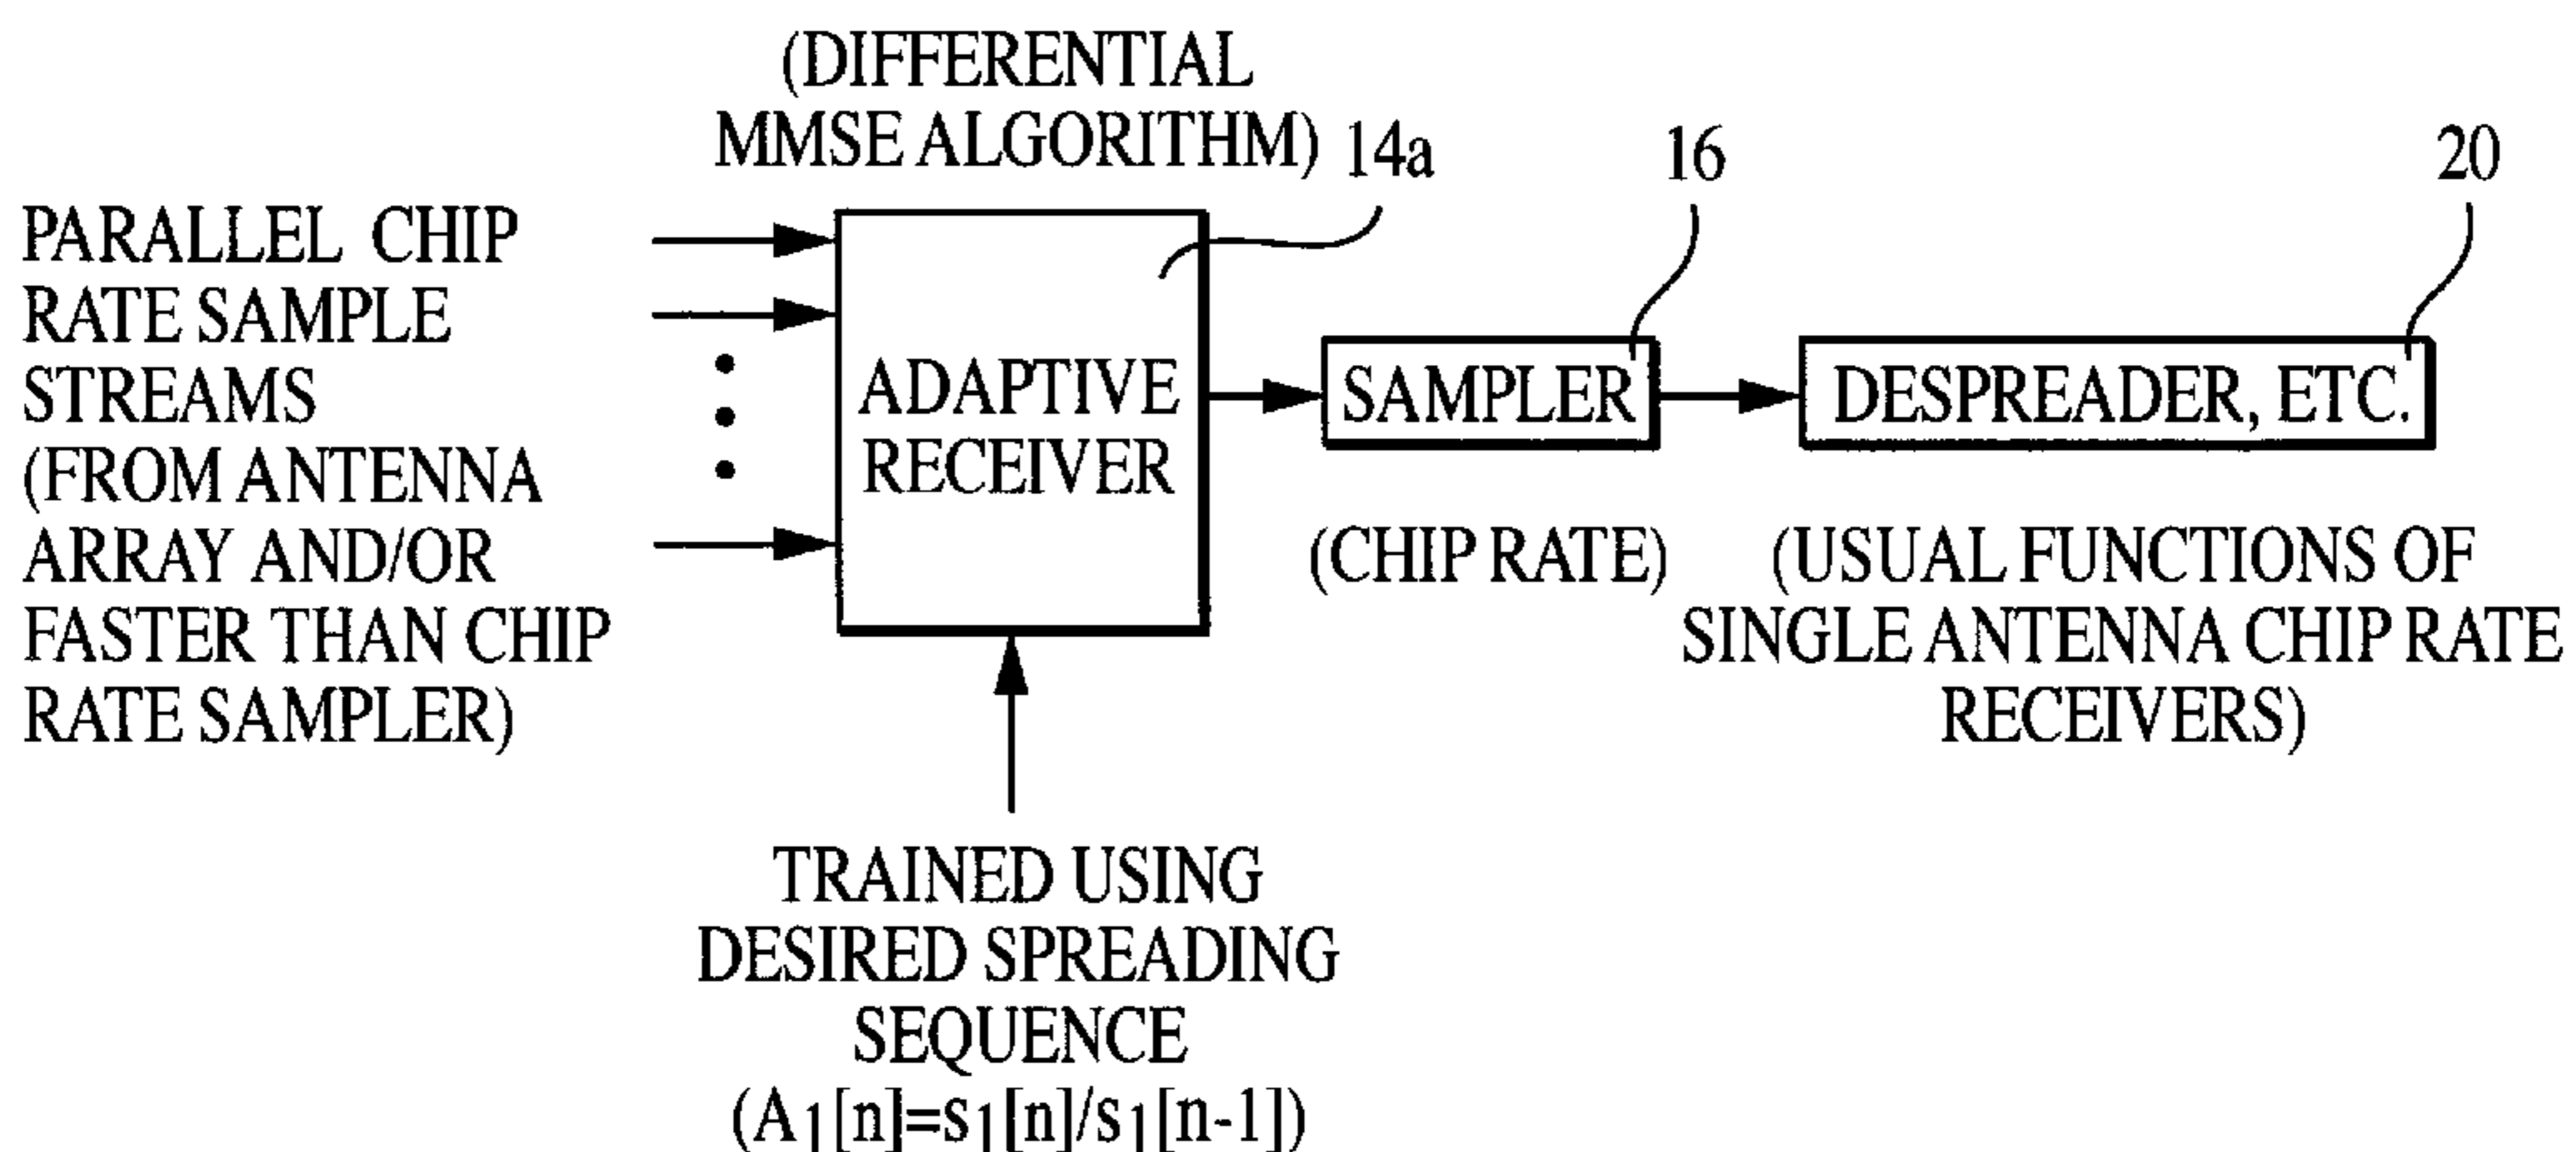 (DIFFERENTIAL
MMSE ALGORITHM)
14a
16
20
PARALLEL CHIP
RATE SAMPLE
STREAMS
(FROM ANTENNA
ARRAY AND/OR
FASTER THAN CHIP
RATE SAMPLER)
ADAPTIVE
RECEIVER
SAMPLER
DESPREADER, ETC.
(CHIP RATE)
(USUAL FUNCTIONS OF
SINGLE ANTENNA CHIP RATE
RECEIVERS)
TRAINED USING
DESIRED SPREADING
SEQUENCE
(A1[n]=s1[n]/s1[n-1])